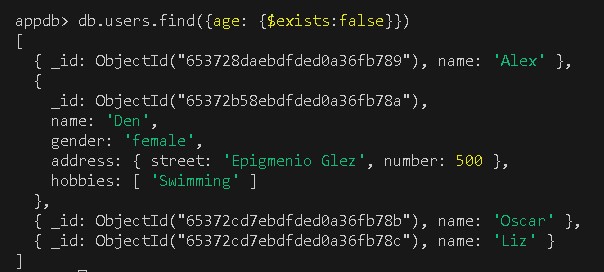 appdb> db.users.find({age: {$exists:false}})
[
  { _id: ObjectId("653728daebdfded0a36fb789"), name: 'Alex' },
  {
    _id: ObjectId("65372b58ebdfded0a36fb78a"),
    name: 'Den',
    gender: 'female',
    address: { street: 'Epigmenio Glez', number: 500 },
    hobbies: [ 'Swimming' ]
  },
  { _id: ObjectId("65372cd7ebdfded0a36fb78b"), name: 'Oscar' },
  { _id: ObjectId("65372cd7ebdfded0a36fb78c"), name: 'Liz' }
]